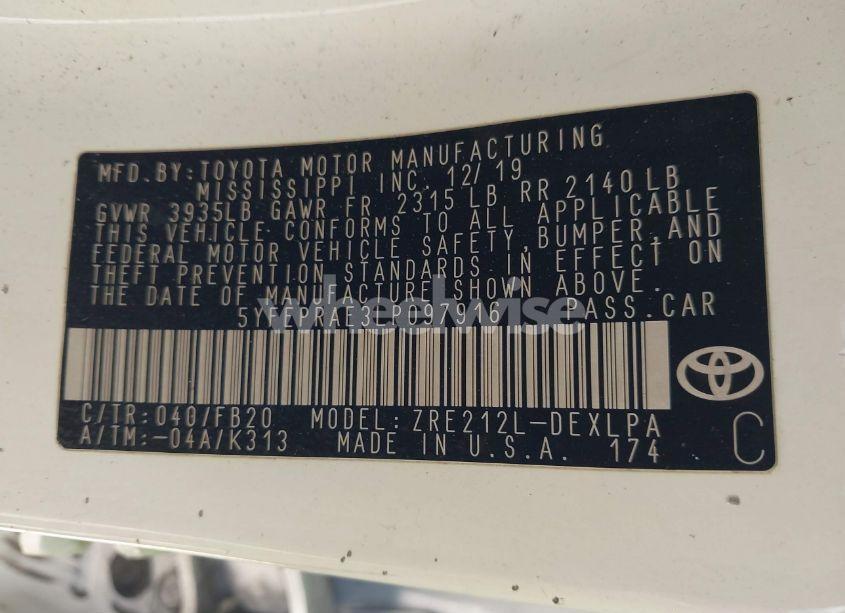 MFD. BY: TOYOTA MOTOR MANUFACTURING
MISSISSIPPI INC. 12/19
GVWR 3935LB GAWR FR 2315 LB RR 2140 LB
THIS VEHICLE CONFORMS TO ALL APPLICABLE
FEDERAL MOTOR VEHICLE SAFETY, BUMPER, AND
THEFT PREVENTION STANDARDS IN EFFECT ON
THE DATE OF MANUFACTURE SHOWN ABOVE.
PASS. CAR
wheelwise
C/TR: 040/FB20 MODEL: ZRE212L-DEXLPA
A/TM: -04A/K313 MADE IN U.S.A. 174 C